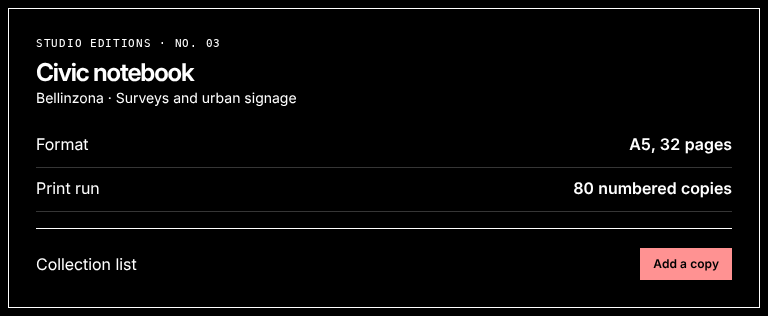 STUDIO EDITIONS · NO. 03
Civic notebook
Bellinzona · Surveys and urban signage
Format A5, 32 pages
Print run 80 numbered copies
Collection list Add a copy